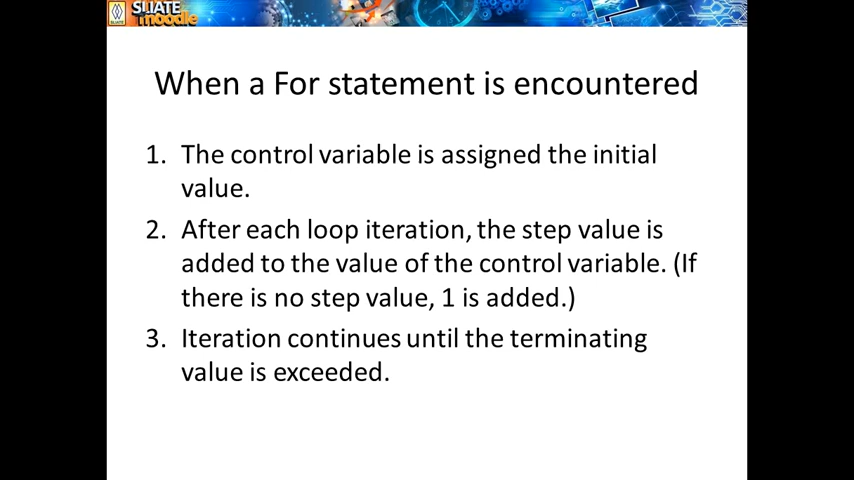 SLIATE
moodle
SLIATE
When a For statement is encountered
1. The control variable is assigned the initial
value.
2. After each loop iteration, the step value is
added to the value of the control variable. (If
there is no step value, 1 is added.)
3. Iteration continues until the terminating
value is exceeded.